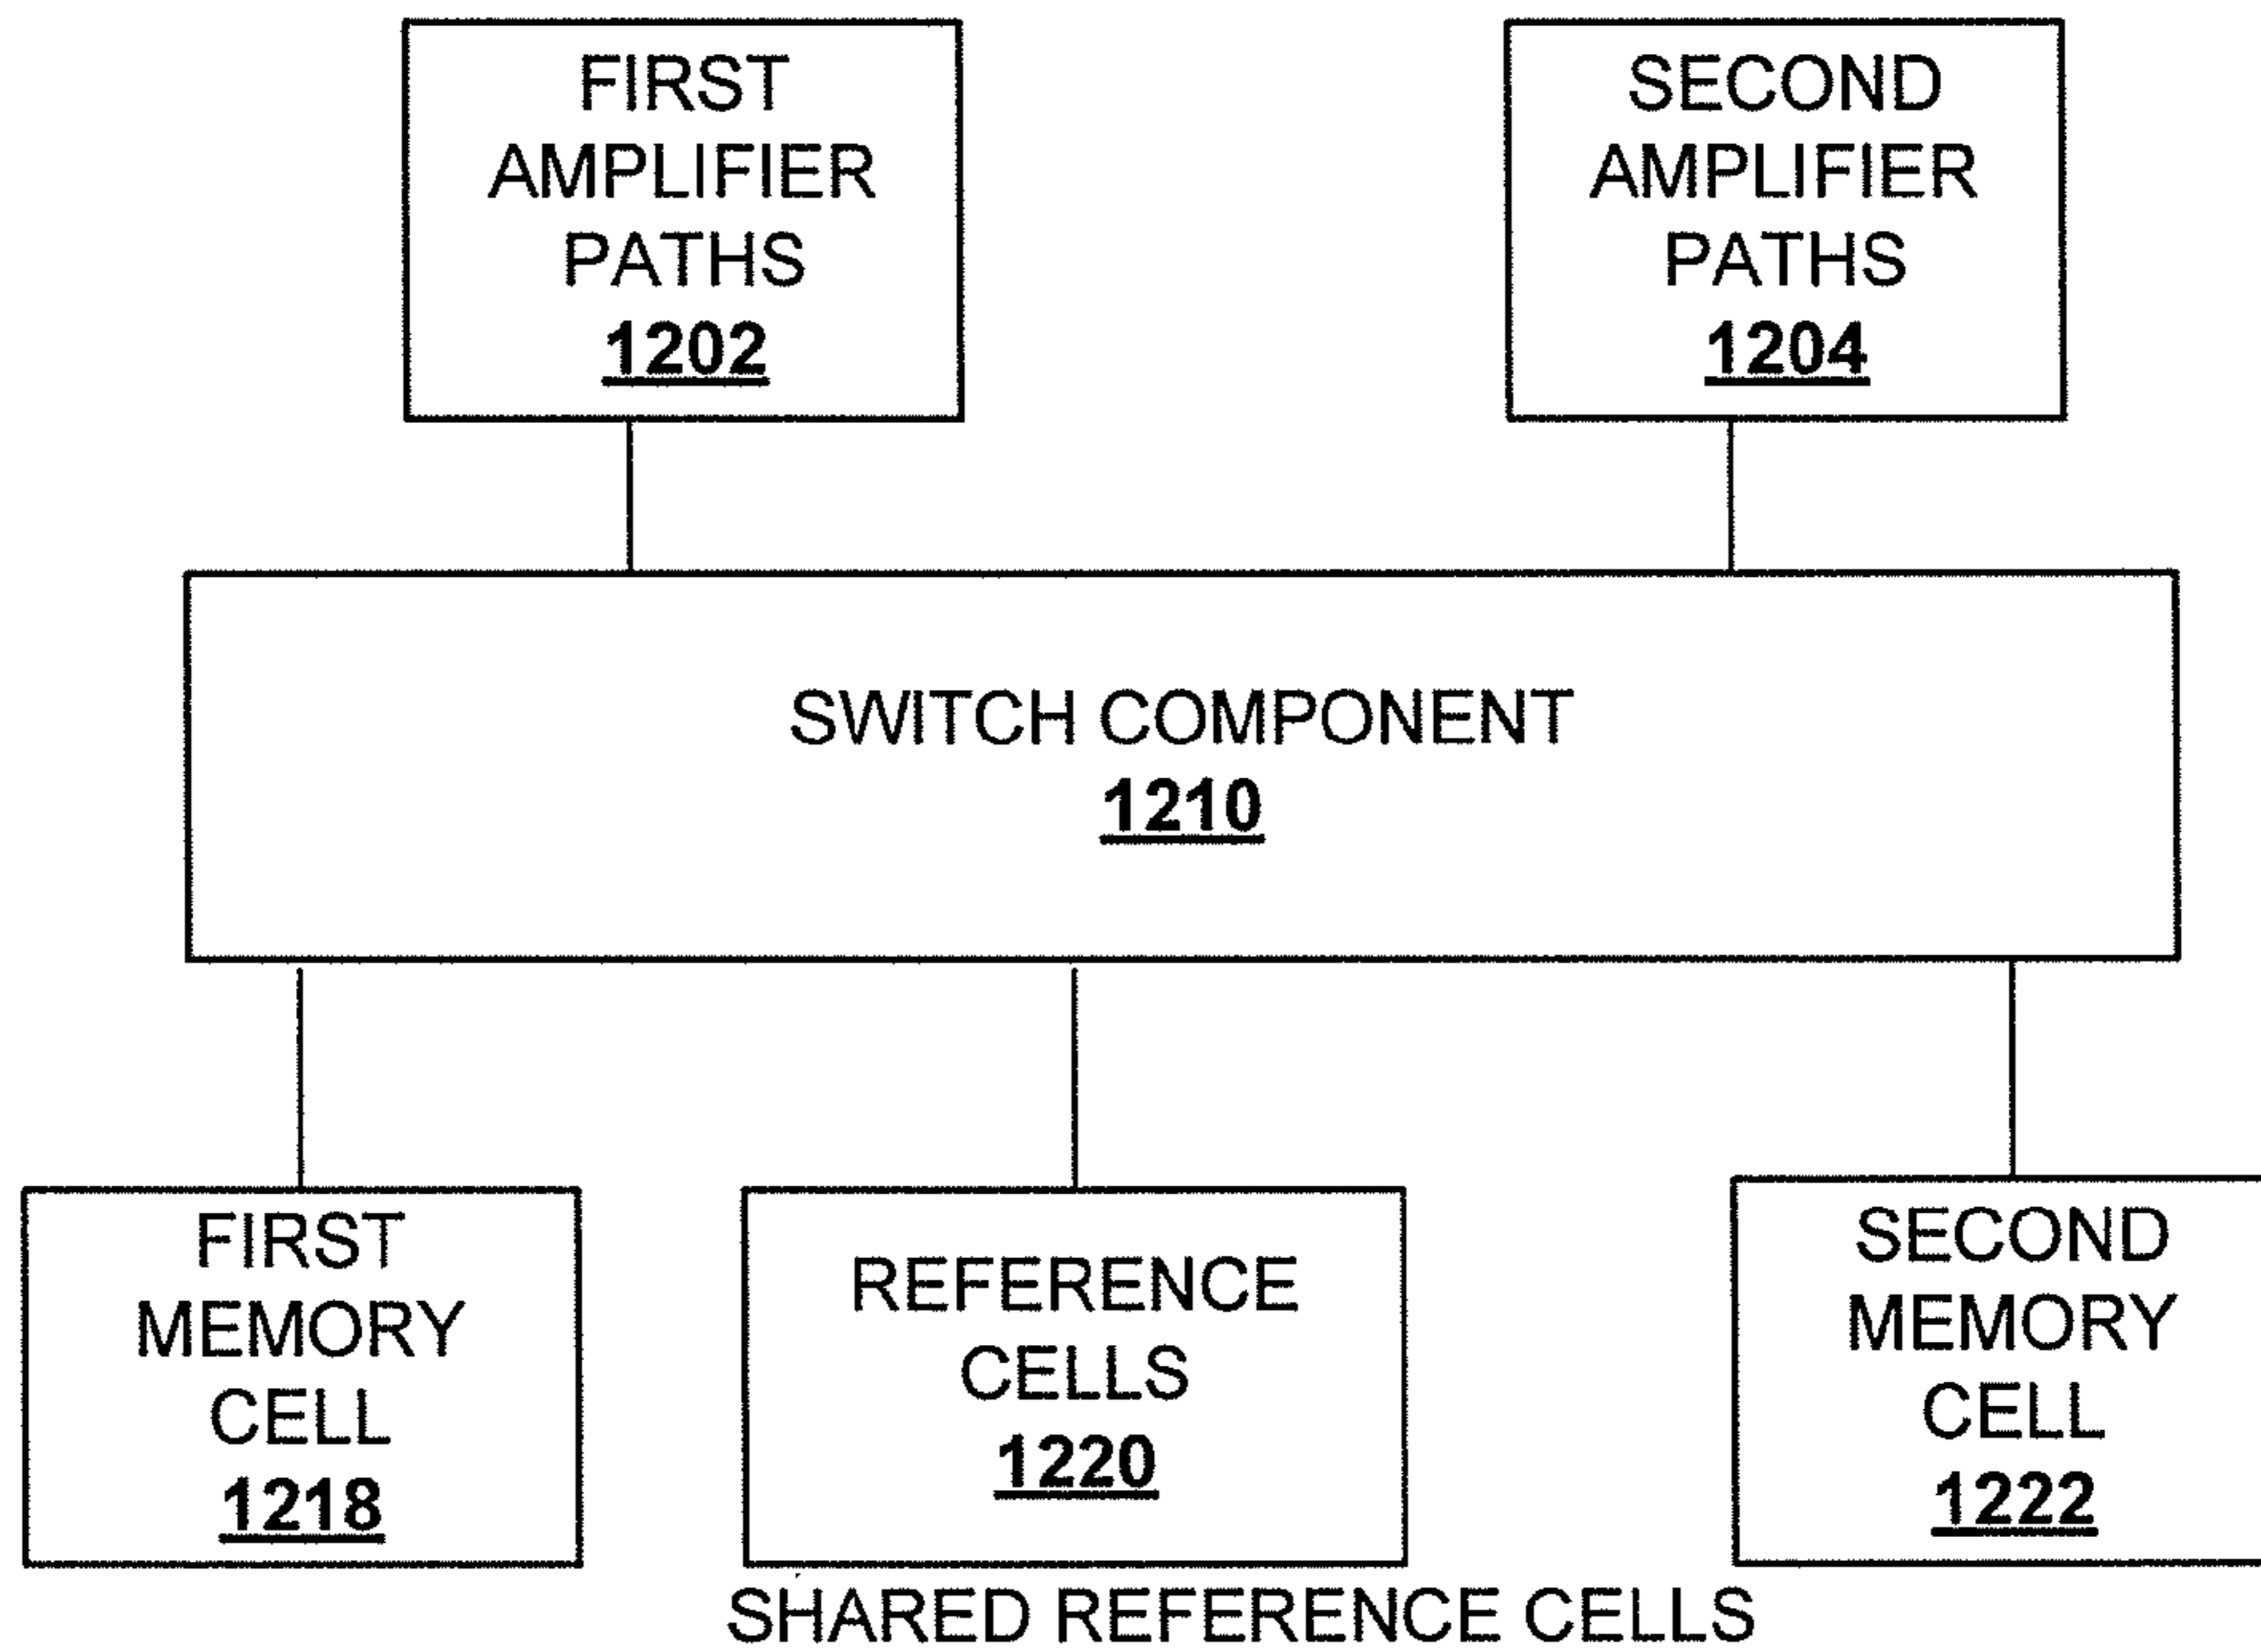 FIRST
AMPLIFIER
PATHS
1202
SECOND
AMPLIFIER
PATHS
1204
SWITCH COMPONENT
1210
FIRST
MEMORY
CELL
1218
REFERENCE
CELLS
1220
SECOND
MEMORY
CELL
1222
SHARED REFERENCE CELLS